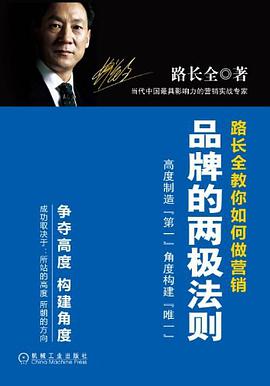 路长全◎著
当代中国最具影响力的营销实战专家
路长全教你如何做营销
品牌的两极法则
高度制造“第一” 角度构建“唯一”
争夺高度 构建角度
成功取决于：所站的高度 所朝的方向
机械工业出版社
China Machine Press